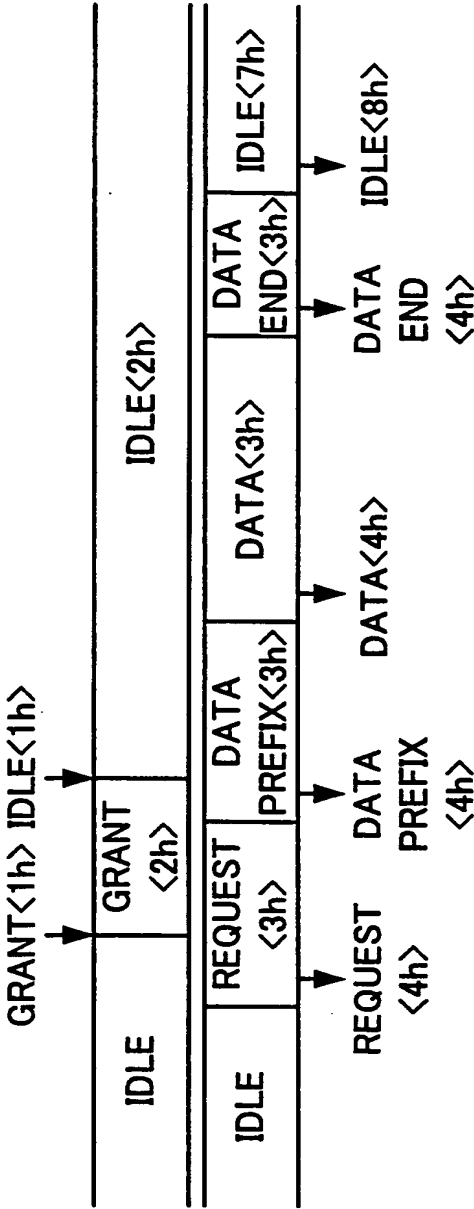 GRANT<1h> IDLE<1h>
IDLE
GRANT
<2h>
IDLE<2h>
IDLE
REQUEST
<3h>
DATA
PREFIX<3h>
DATA<3h>
DATA
END<3h>
IDLE<7h>
REQUEST
<4h>
DATA
PREFIX
<4h>
DATA<4h>
DATA
END
<4h>
IDLE<8h>